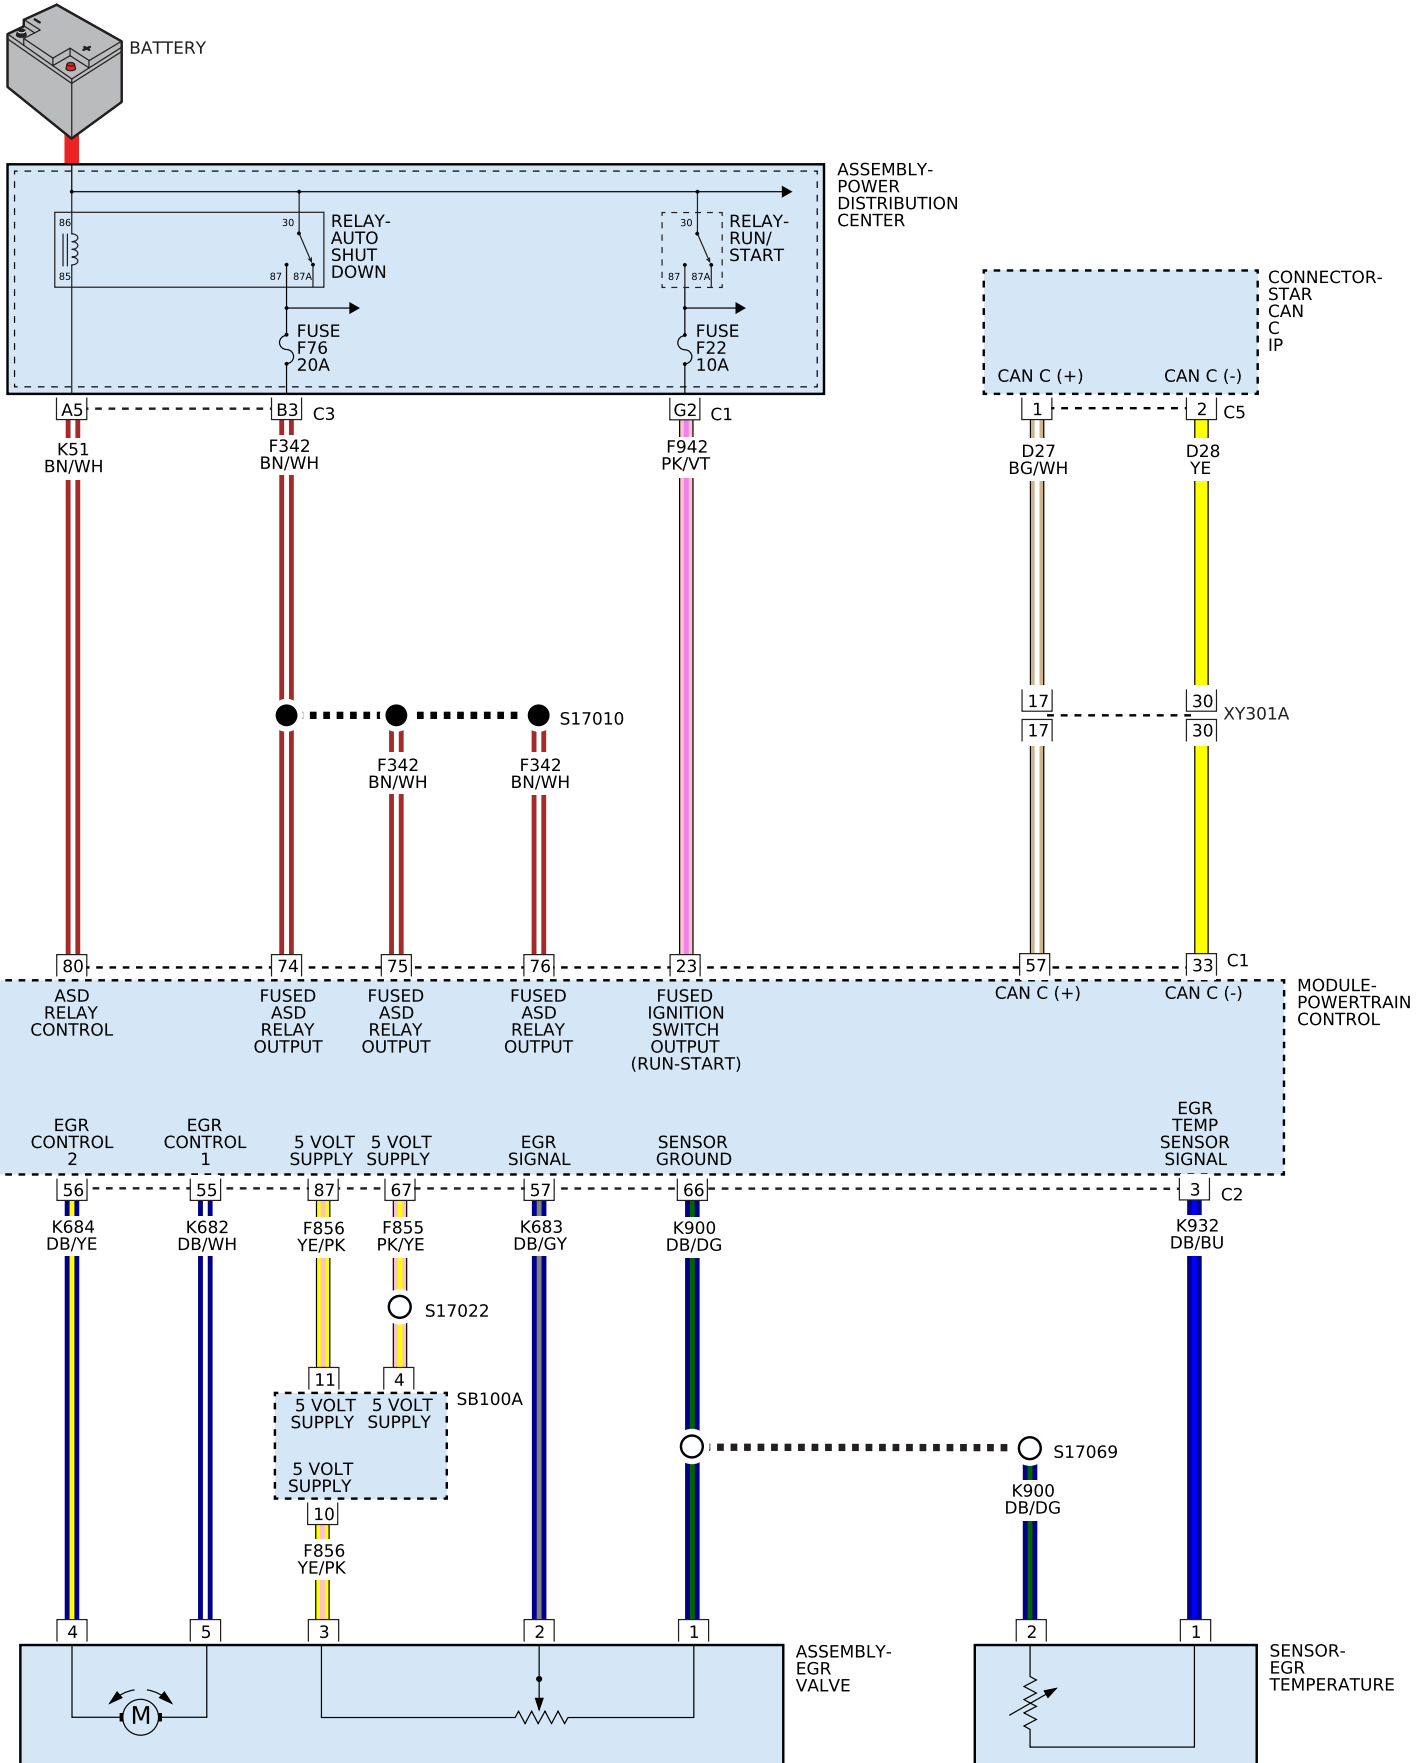 BATTERY
ASSEMBLY-
POWER
DISTRIBUTION
CENTER
86
85
30
87
87A
RELAY-
AUTO
SHUT
DOWN
FUSE
F76
20A
30
87
87A
RELAY-
RUN/
START
FUSE
F22
10A
CONNECTOR-
STAR
CAN
C
IP
CAN C (+)
CAN C (-)
A5
B3
C3
G2
C1
1
2
C5
K51
BN/WH
F342
BN/WH
F942
PK/VT
D27
BG/WH
D28
YE
17
30
XY301A
17
30
S17010
F342
BN/WH
F342
BN/WH
80
74
75
76
23
57
33
C1
ASD
RELAY
CONTROL
FUSED
ASD
RELAY
OUTPUT
FUSED
ASD
RELAY
OUTPUT
FUSED
ASD
RELAY
OUTPUT
FUSED
IGNITION
SWITCH
OUTPUT
(RUN-START)
CAN C (+)
CAN C (-)
MODULE-
POWERTRAIN
CONTROL
EGR
CONTROL
2
EGR
CONTROL
1
5 VOLT
SUPPLY
5 VOLT
SUPPLY
EGR
SIGNAL
SENSOR
GROUND
EGR
TEMP
SENSOR
SIGNAL
56
55
87
67
57
66
3
C2
K684
DB/YE
K682
DB/WH
F856
YE/PK
F855
PK/YE
K683
DB/GY
K900
DB/DG
K932
DB/BU
S17022
11
4
SB100A
5 VOLT
SUPPLY
5 VOLT
SUPPLY
5 VOLT
SUPPLY
10
F856
YE/PK
S17069
K900
DB/DG
4
5
3
2
1
2
1
M
ASSEMBLY-
EGR
VALVE
SENSOR-
EGR
TEMPERATURE